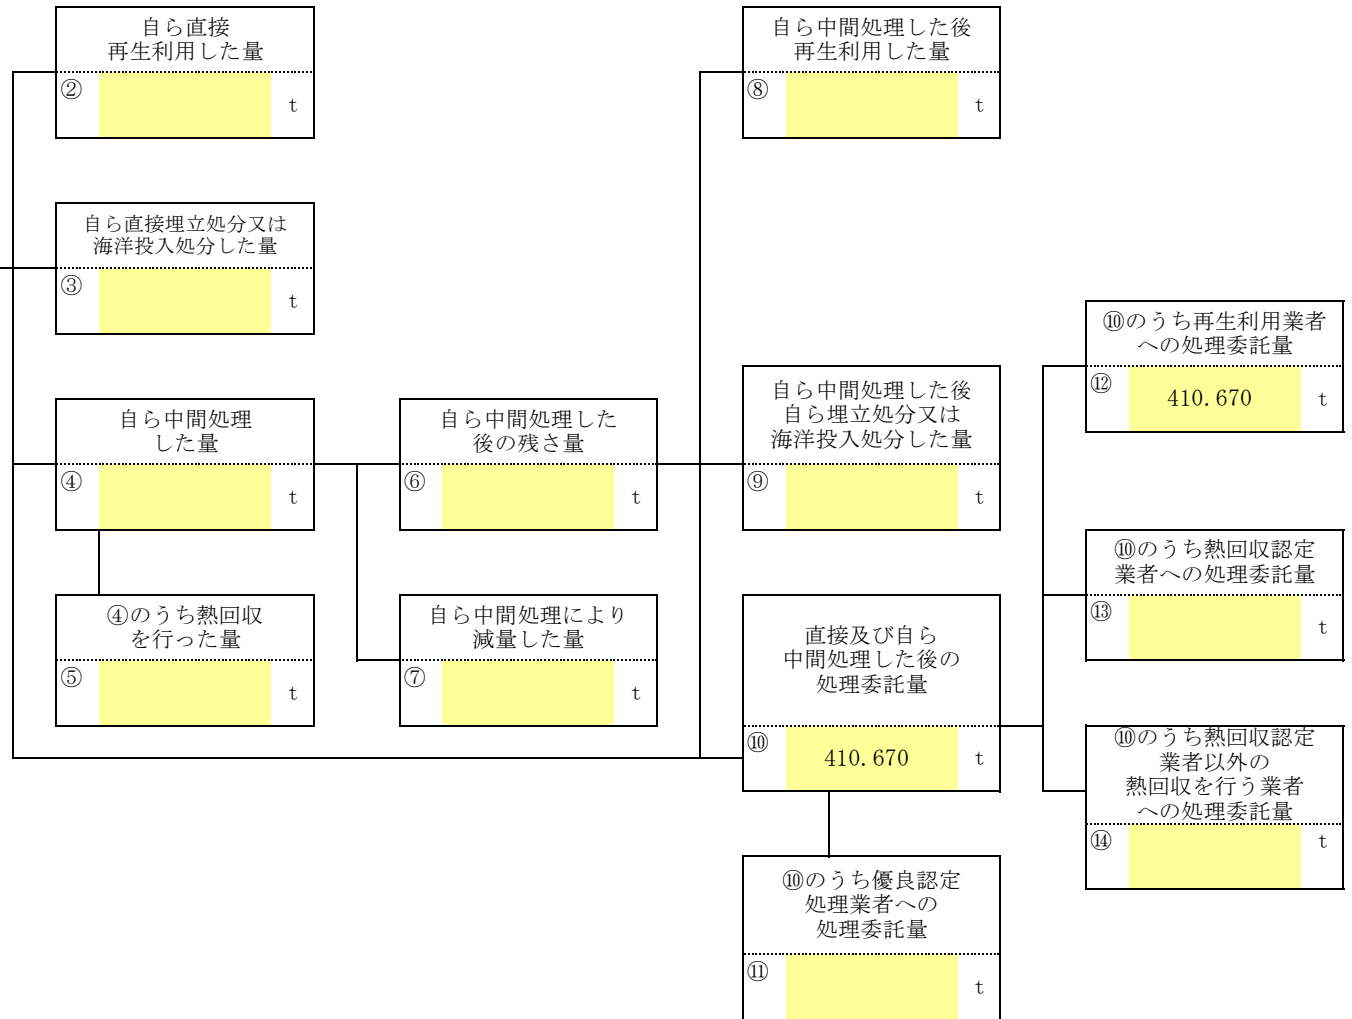 自ら直接
再生利用した量
②
t
自ら中間処理した後
再生利用した量
⑧
t
自ら直接埋立処分又は
海洋投入処分した量
③
t
⑩のうち再生利用業者
への処理委託量
⑫
410.670
t
自ら中間処理
した量
④
t
自ら中間処理した
後の残さ量
⑥
t
自ら中間処理した後
自ら埋立処分又は
海洋投入処分した量
⑨
t
⑩のうち熱回収認定
業者への処理委託量
⑬
t
④のうち熱回収
を行った量
⑤
t
自ら中間処理により
減量した量
⑦
t
直接及び自ら
中間処理した後の
処理委託量
⑩
410.670
t
⑩のうち熱回収認定
業者以外の
熱回収を行う業者
への処理委託量
⑭
t
⑩のうち優良認定
処理業者への
処理委託量
⑪
t